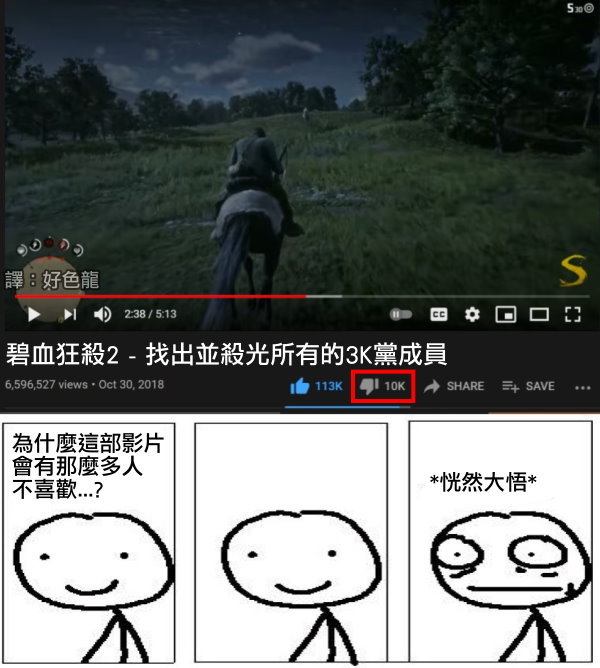 S30
譯：好色龍
2:38 / 5:13
CC
碧血狂殺2 - 找出並殺光所有的3K黨成員
6,596,527 views • Oct 30, 2018
113K
10K
SHARE
SAVE
為什麼這部影片
會有那麼多人
不喜歡...?
*恍然大悟*